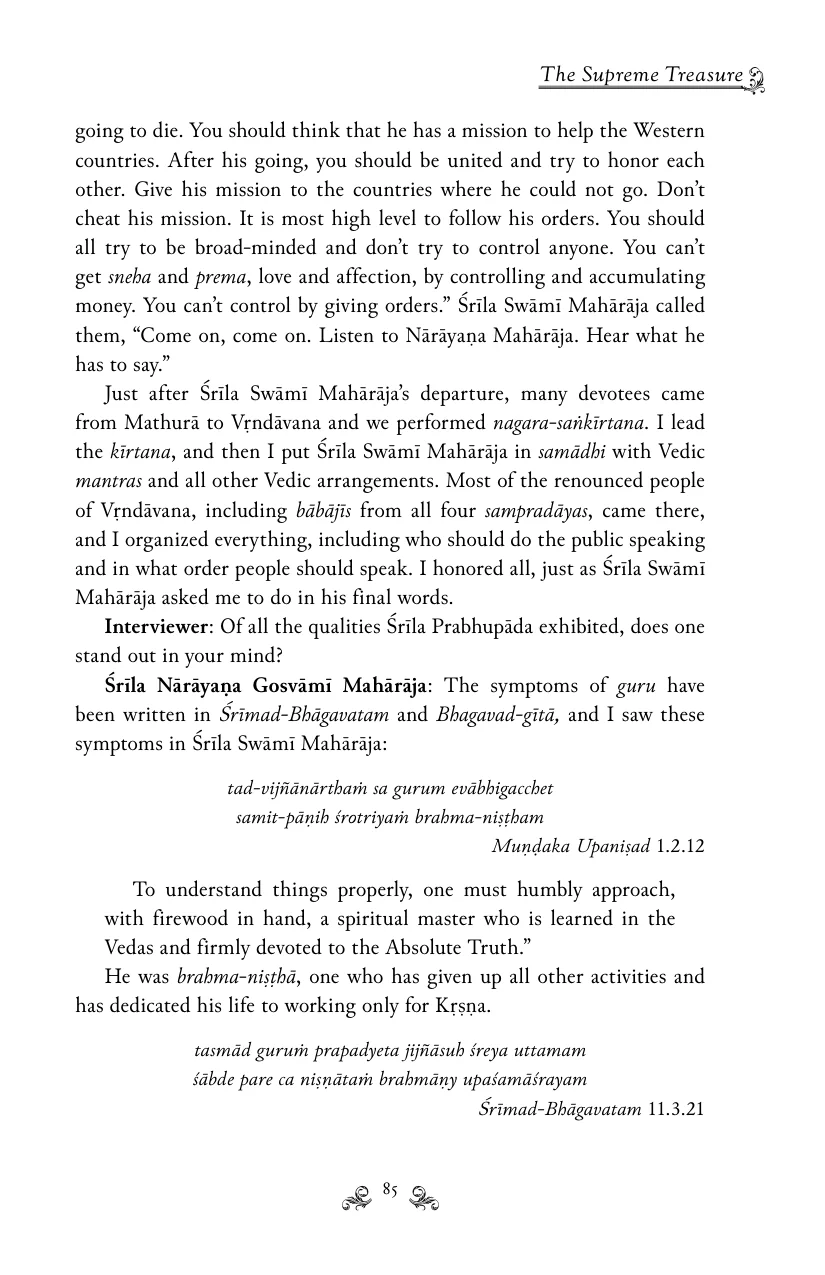 The Supreme Treasure
going to die. You should think that he has a mission to help the Western
countries. After his going, you should be united and try to honor each
other. Give his mission to the countries where he could not go. Don’t
cheat his mission. It is most high level to follow his orders. You should
all try to be broad-minded and don’t try to control anyone. You can’t
get sneha and prema, love and affection, by controlling and accumulating
money. You can’t control by giving orders.” Śrīla Swāmī Mahārāja called
them, “Come on, come on. Listen to Nārāyaṇa Mahārāja. Hear what he
has to say.”
Just after Śrīla Swāmī Mahārāja’s departure, many devotees came
from Mathurā to Vṛndāvana and we performed nagara-saṅkīrtana. I lead
the kīrtana, and then I put Śrīla Swāmī Mahārāja in samādhi with Vedic
mantras and all other Vedic arrangements. Most of the renounced people
of Vṛndāvana, including bābājīs from all four sampradāyas, came there,
and I organized everything, including who should do the public speaking
and in what order people should speak. I honored all, just as Śrīla Swāmī
Mahārāja asked me to do in his final words.
Interviewer: Of all the qualities Śrīla Prabhupāda exhibited, does one
stand out in your mind?
Śrīla Nārāyaṇa Gosvāmī Mahārāja: The symptoms of guru have
been written in Śrīmad-Bhāgavatam and Bhagavad-gītā, and I saw these
symptoms in Śrīla Swāmī Mahārāja:
tad-vijñānārthaṁ sa gurum evābhigacchet
samit-pāṇih śrotriyaṁ brahma-niṣṭham
Muṇḍaka Upaniṣad 1.2.12
To understand things properly, one must humbly approach,
with firewood in hand, a spiritual master who is learned in the
Vedas and firmly devoted to the Absolute Truth.”
He was brahma-niṣṭhā, one who has given up all other activities and
has dedicated his life to working only for Kṛṣṇa.
tasmād guruṁ prapadyeta jijñāsuh śreya uttamam
śābde pare ca niṣṇātaṁ brahmāṇy upaśamāśrayam
Śrīmad-Bhāgavatam 11.3.21
85